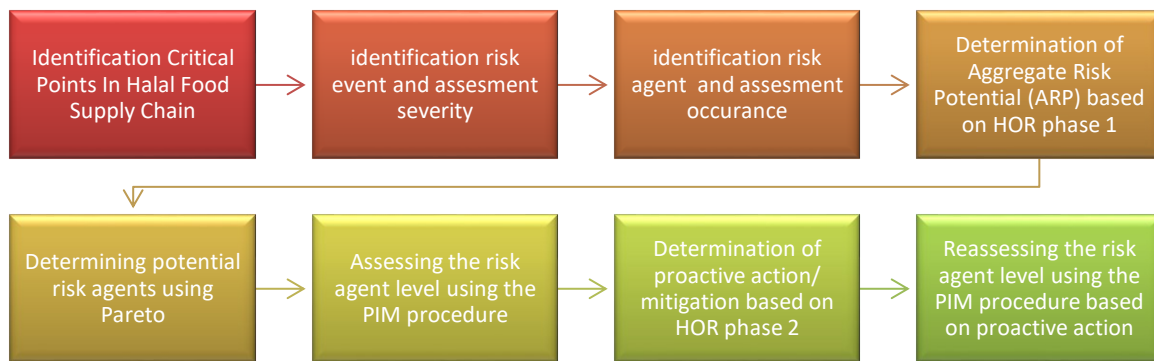 Identification Critical
Points In Halal Food
Supply Chain
identification risk
event and assesment
severity
identification risk
agent and assesment
occurance
Determination of
Aggregate Risk
Potential (ARP) based
on HOR phase 1
Determining potential
risk agents using
Pareto
Assessing the risk
agent level using the
PIM procedure
Determination of
proactive action/
mitigation based on
HOR phase 2
Reassessing the risk
agent level using the
PIM procedure based
on proactive action